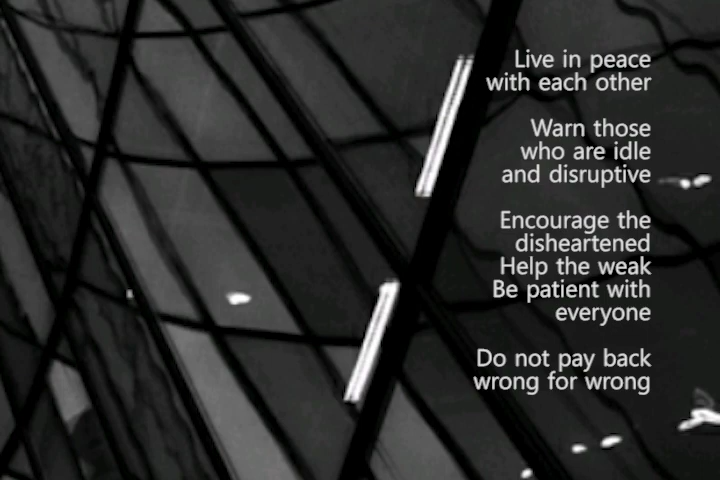 Live in peace
with each other
Warn those
who are idle
and disruptive
Encourage the
disheartened
Help the weak
Be patient with
everyone
Do not pay back
wrong for wrong